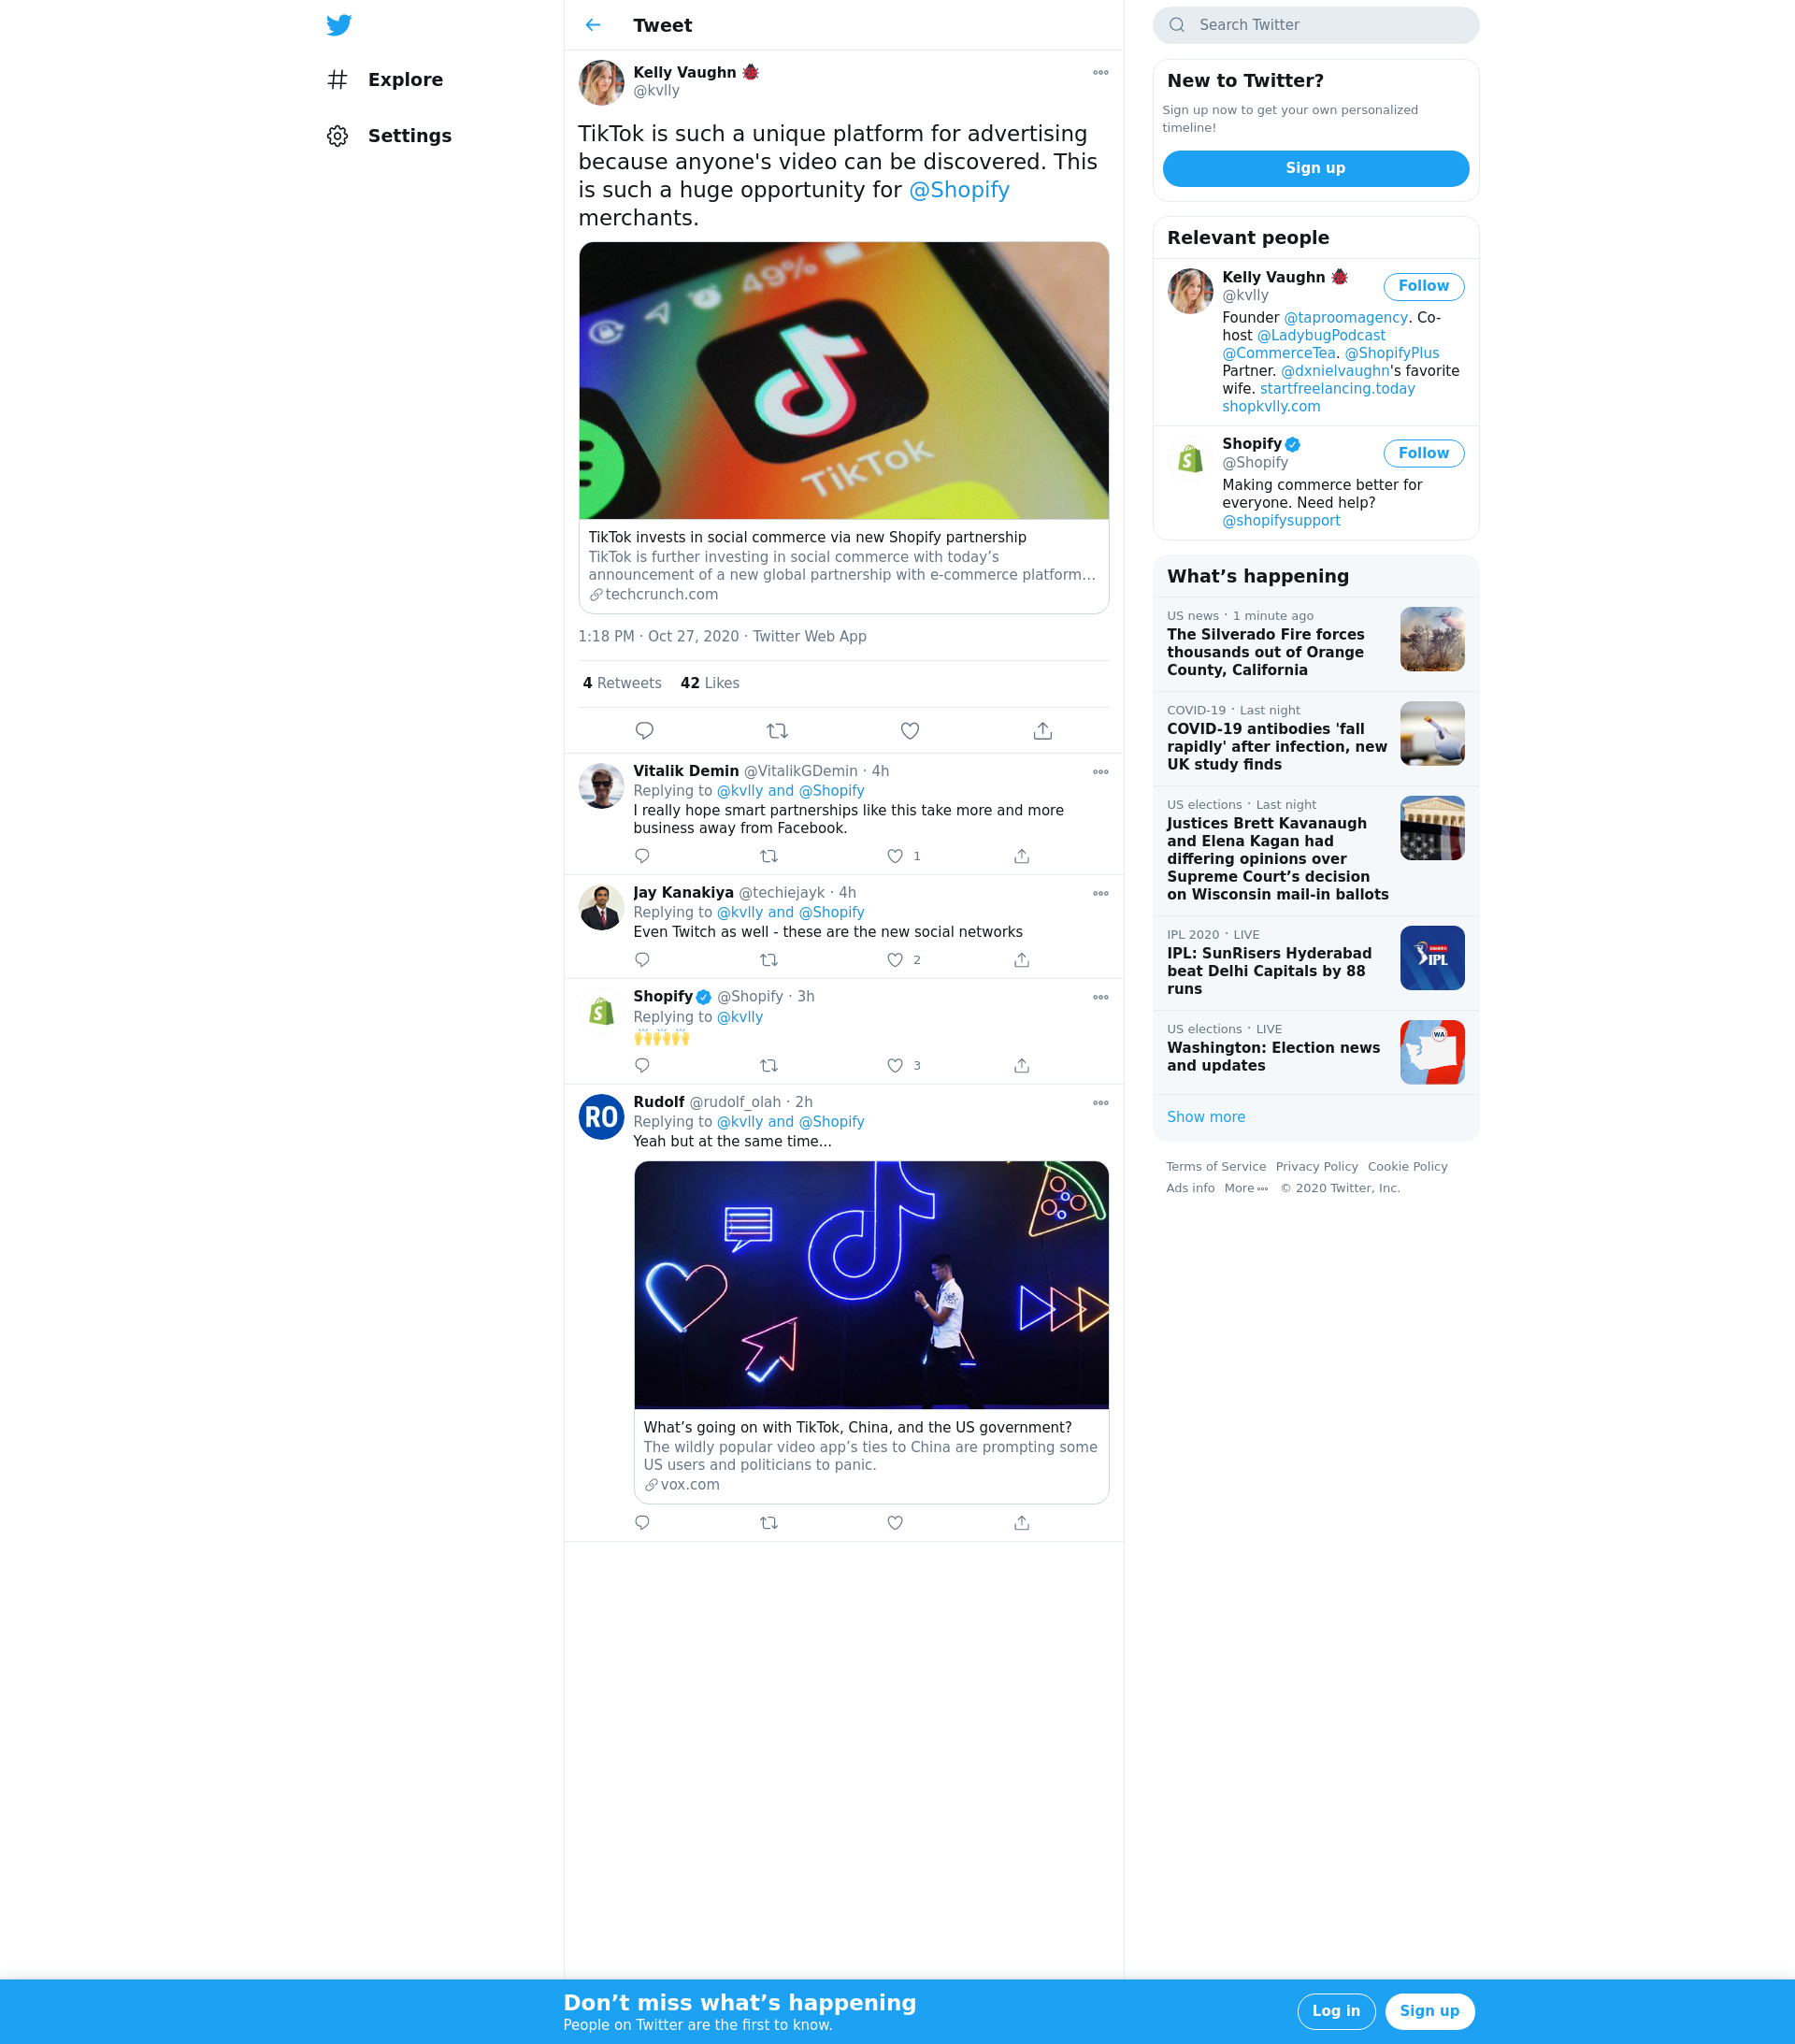 Explore
Settings
Tweet
Kelly Vaughn 🐞
@kvlly
TikTok is such a unique platform for advertising
because anyone's video can be discovered. This
is such a huge opportunity for @Shopify
merchants.
49%
TikTok
TikTok invests in social commerce via new Shopify partnership
TikTok is further investing in social commerce with today’s
announcement of a new global partnership with e-commerce platform…
techcrunch.com
1:18 PM · Oct 27, 2020 · Twitter Web App
4 Retweets 42 Likes
Vitalik Demin @VitalikGDemin · 4h
Replying to @kvlly and @Shopify
I really hope smart partnerships like this take more and more
business away from Facebook.
1
Jay Kanakiya @techiejayk · 4h
Replying to @kvlly and @Shopify
Even Twitch as well - these are the new social networks
2
Shopify @Shopify · 3h
Replying to @kvlly
🙌🙌🙌
3
RO
Rudolf @rudolf_olah · 2h
Replying to @kvlly and @Shopify
Yeah but at the same time...
What’s going on with TikTok, China, and the US government?
The wildly popular video app’s ties to China are prompting some
US users and politicians to panic.
vox.com
Search Twitter
New to Twitter?
Sign up now to get your own personalized
timeline!
Sign up
Relevant people
Kelly Vaughn 🐞
@kvlly
Follow
Founder @taproomagency. Co-
host @LadybugPodcast
@CommerceTea. @ShopifyPlus
Partner. @dxnielvaughn's favorite
wife. startfreelancing.today
shopkvlly.com
Shopify
@Shopify
Follow
Making commerce better for
everyone. Need help?
@shopifysupport
What’s happening
US news · 1 minute ago
The Silverado Fire forces
thousands out of Orange
County, California
COVID-19 · Last night
COVID-19 antibodies 'fall
rapidly' after infection, new
UK study finds
US elections · Last night
Justices Brett Kavanaugh
and Elena Kagan had
differing opinions over
Supreme Court’s decision
on Wisconsin mail-in ballots
IPL 2020 · LIVE
IPL: SunRisers Hyderabad
beat Delhi Capitals by 88
runs
IPL
US elections · LIVE
Washington: Election news
and updates
WA
Show more
Terms of Service Privacy Policy Cookie Policy
Ads info More © 2020 Twitter, Inc.
Don’t miss what’s happening
People on Twitter are the first to know.
Log in
Sign up